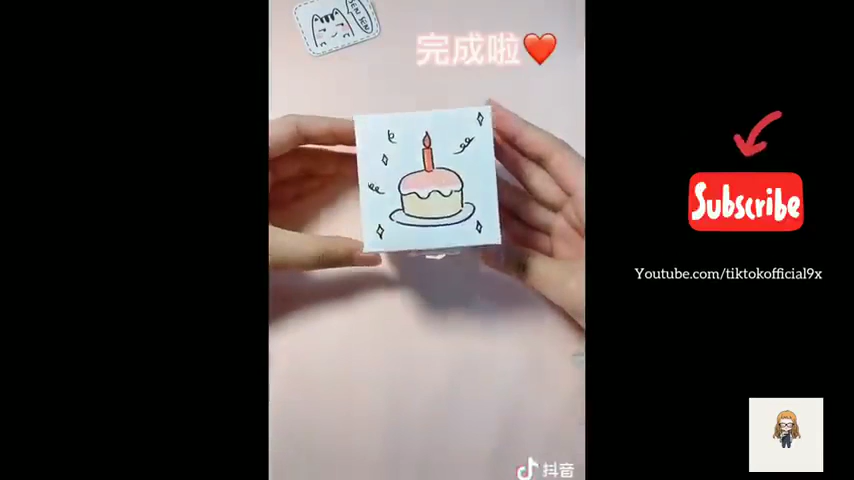 完成啦❤️
Subscribe
Youtube.com/tiktokofficial9x
抖音